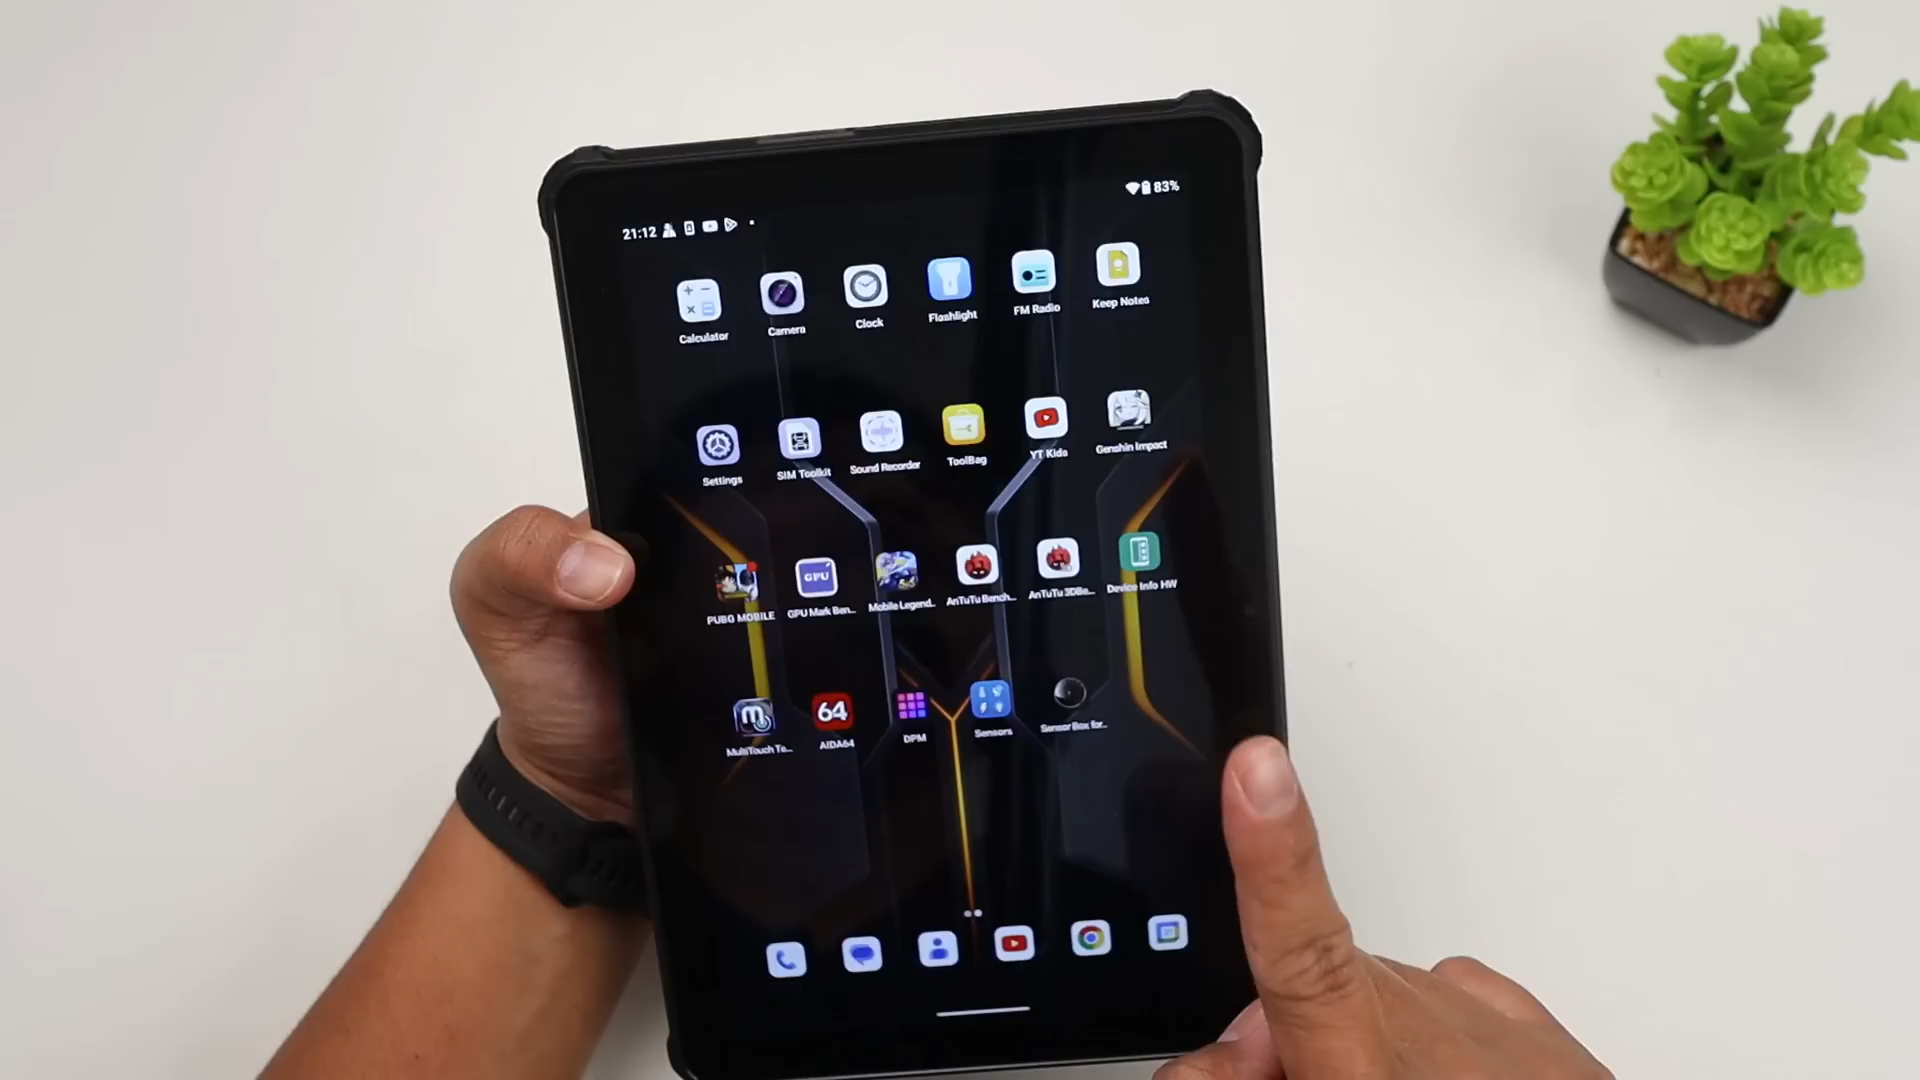 21:12
83%
Calculator
Camera
Clock
Flashlight
FM Radio
Keep Notes
Settings
SIM Toolkit
Sound Recorder
ToolBag
YT Kids
Genshin Impact
GPU
PUBG MOBILE
GPU Mark Ben...
Mobile Legend...
AnTuTu Bench...
AnTuTu 3DBe...
Device Info HW
m
64
MultiTouch Te...
AIDA64
DPM
Sensors
Sensor Box for...